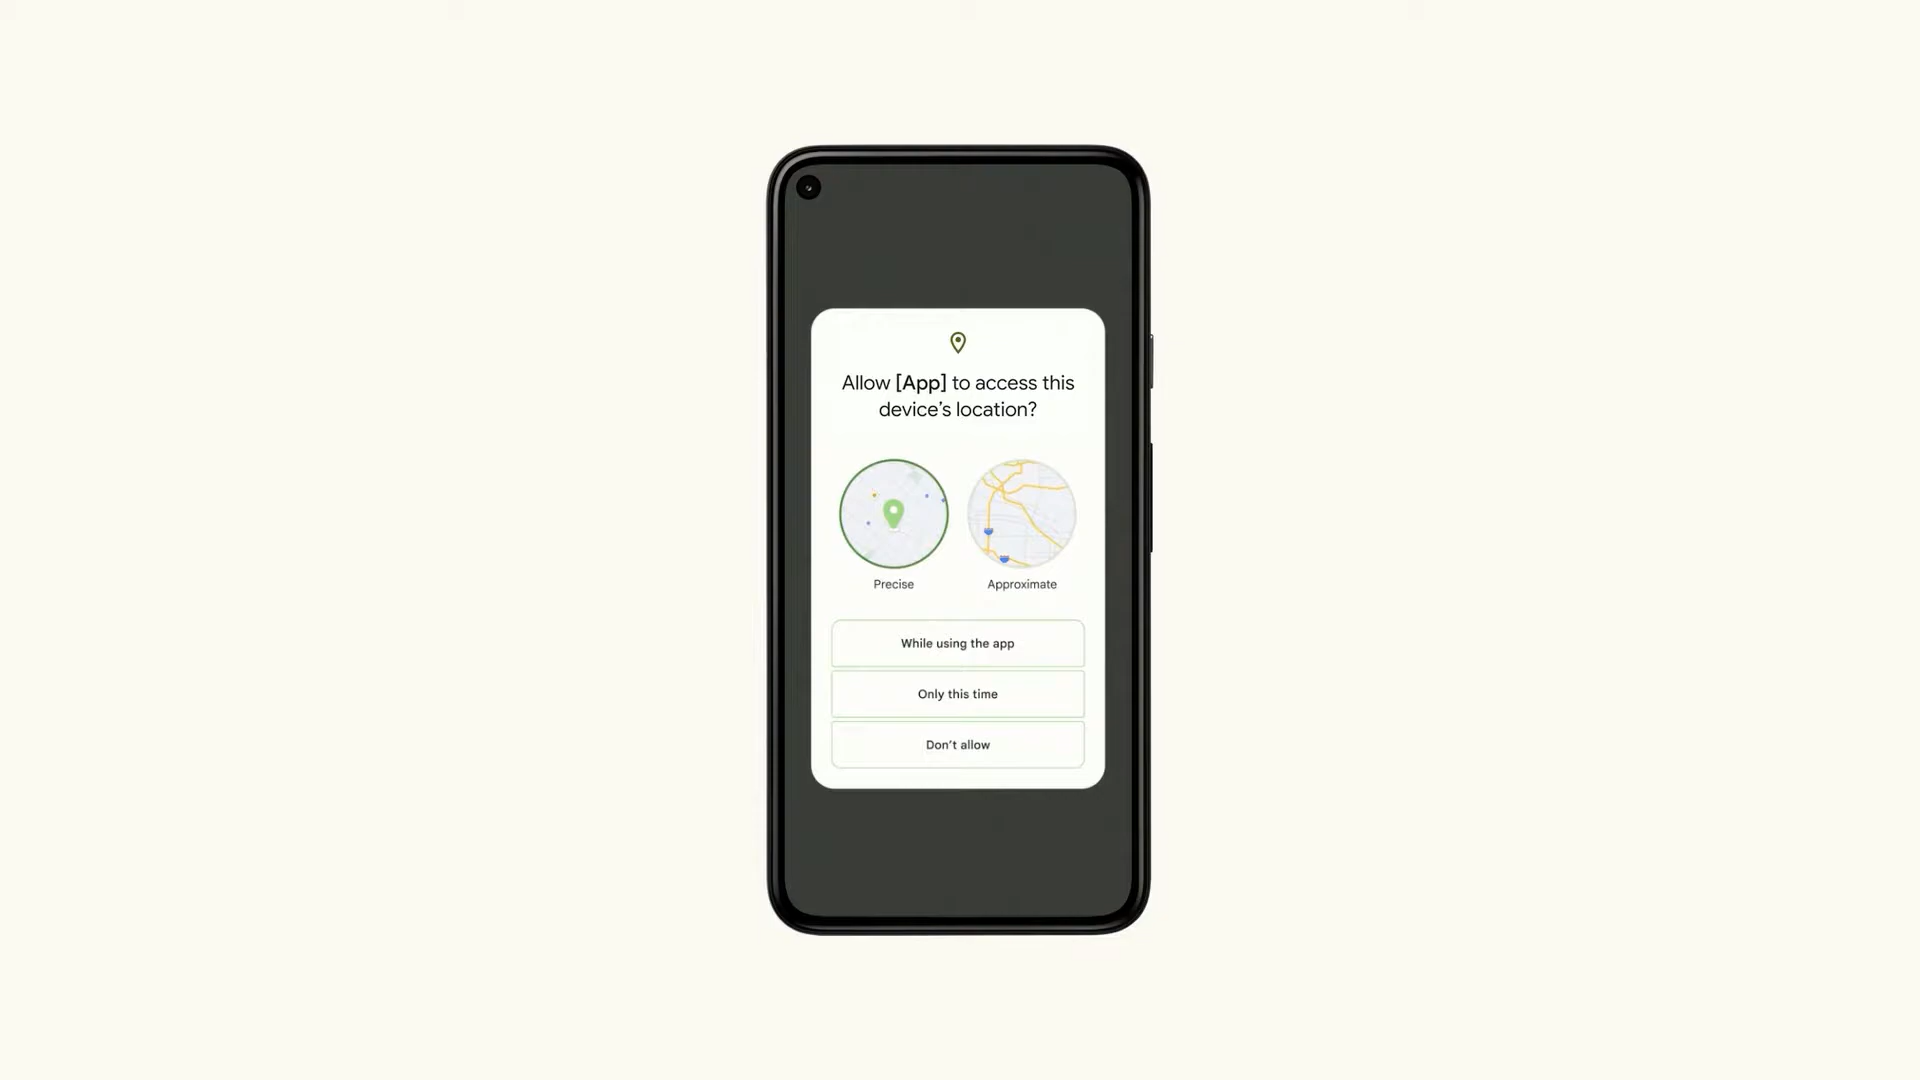 Allow [App] to access this
device’s location?
Precise
Approximate
While using the app
Only this time
Don’t allow